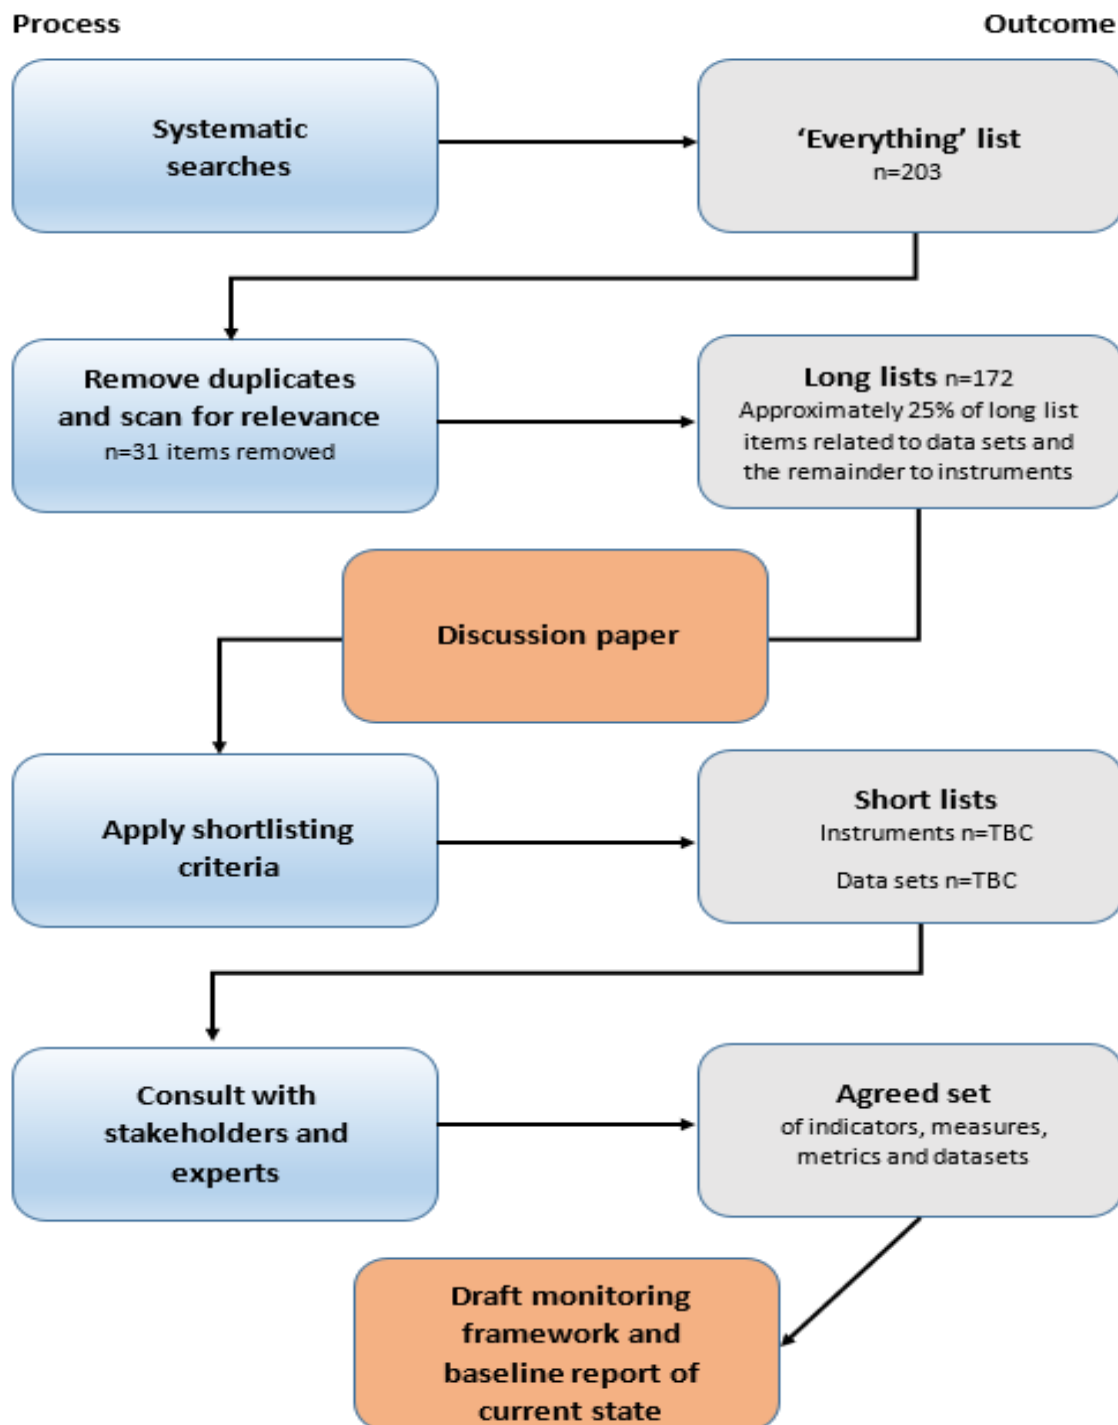 Process
Outcome
Systematic
searches
‘Everything’ list
n=203
Remove duplicates
and scan for relevance
n=31 items removed
Long lists n=172
Approximately 25% of long list
items related to data sets and
the remainder to instruments
Discussion paper
Apply shortlisting
criteria
Short lists
Instruments n=TBC
Data sets n=TBC
Consult with
stakeholders and
experts
Agreed set
of indicators, measures,
metrics and datasets
Draft monitoring
framework and
baseline report of
current state